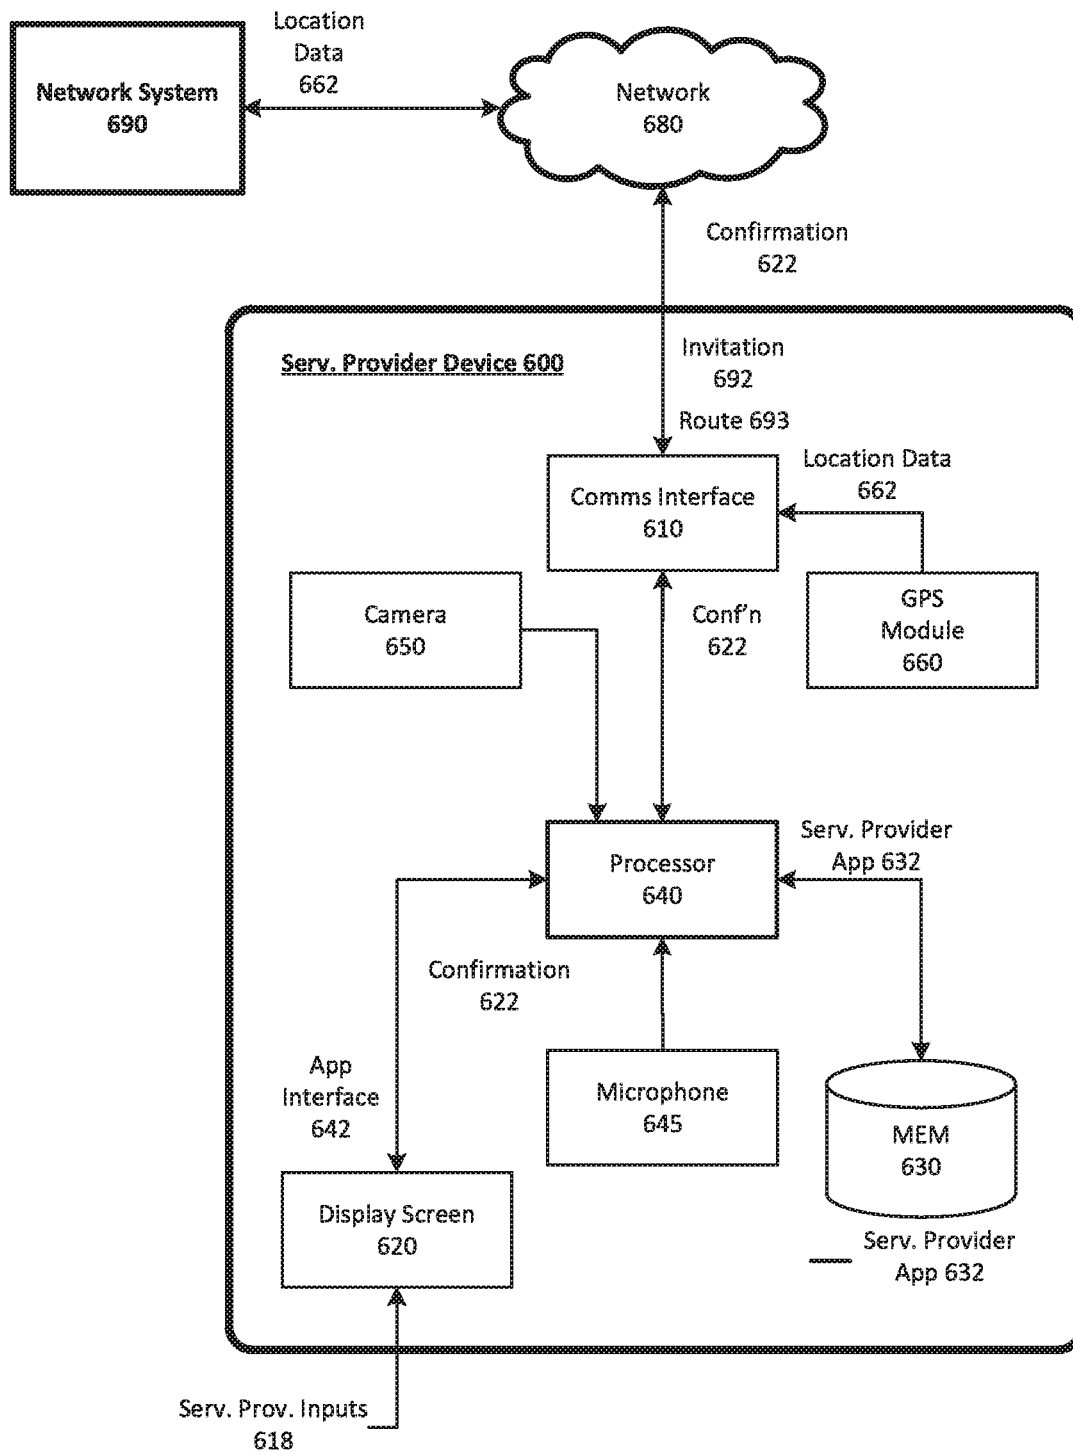 Location
Data
662
Network System
690
Network
680
Confirmation
622
Serv. Provider Device 600
Invitation
692
Route 693
Location Data
662
Comms Interface
610
Camera
650
Conf'n
622
GPS
Module
660
Processor
640
Serv. Provider
App 632
Confirmation
622
App
Interface
642
Microphone
645
MEM
630
Display Screen
620
Serv. Provider
App 632
Serv. Prov. Inputs
618